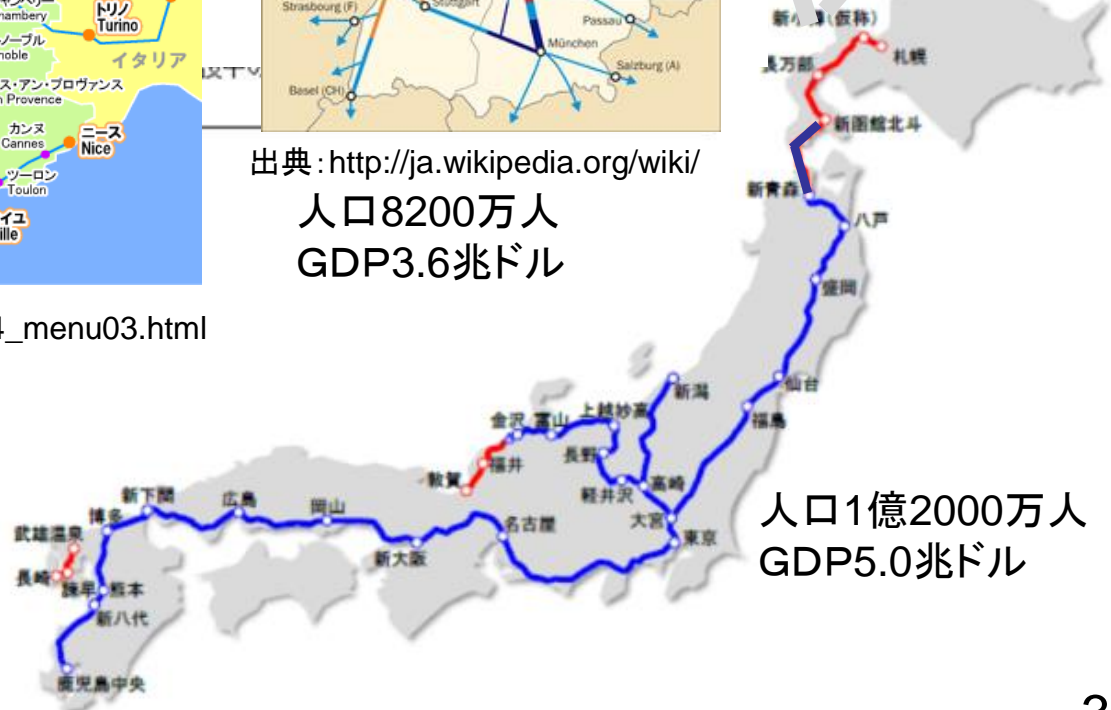 トリノ
Turino
イタリア
カンヌ
Cannes
ニース
Nice
ツーロン
Toulon
Strasbourg (F)
Stuttgart
Passau
München
Salzburg (A)
Basel (CH)
出典:http://ja.wikipedia.org/wiki/
人口8200万人
GDP3.6兆ドル
_menu03.html
札幌
長万部
新函館北斗
新青森
八戸
盛岡
仙台
福島
新潟
上越妙高
金沢
富山
長野
福井
敦賀
軽井沢
高崎
大宮
東京
名古屋
新大阪
岡山
広島
新下関
博多
武雄温泉
長崎
諫早
熊本
新八代
鹿児島中央
人口1億2000万人
GDP5.0兆ドル